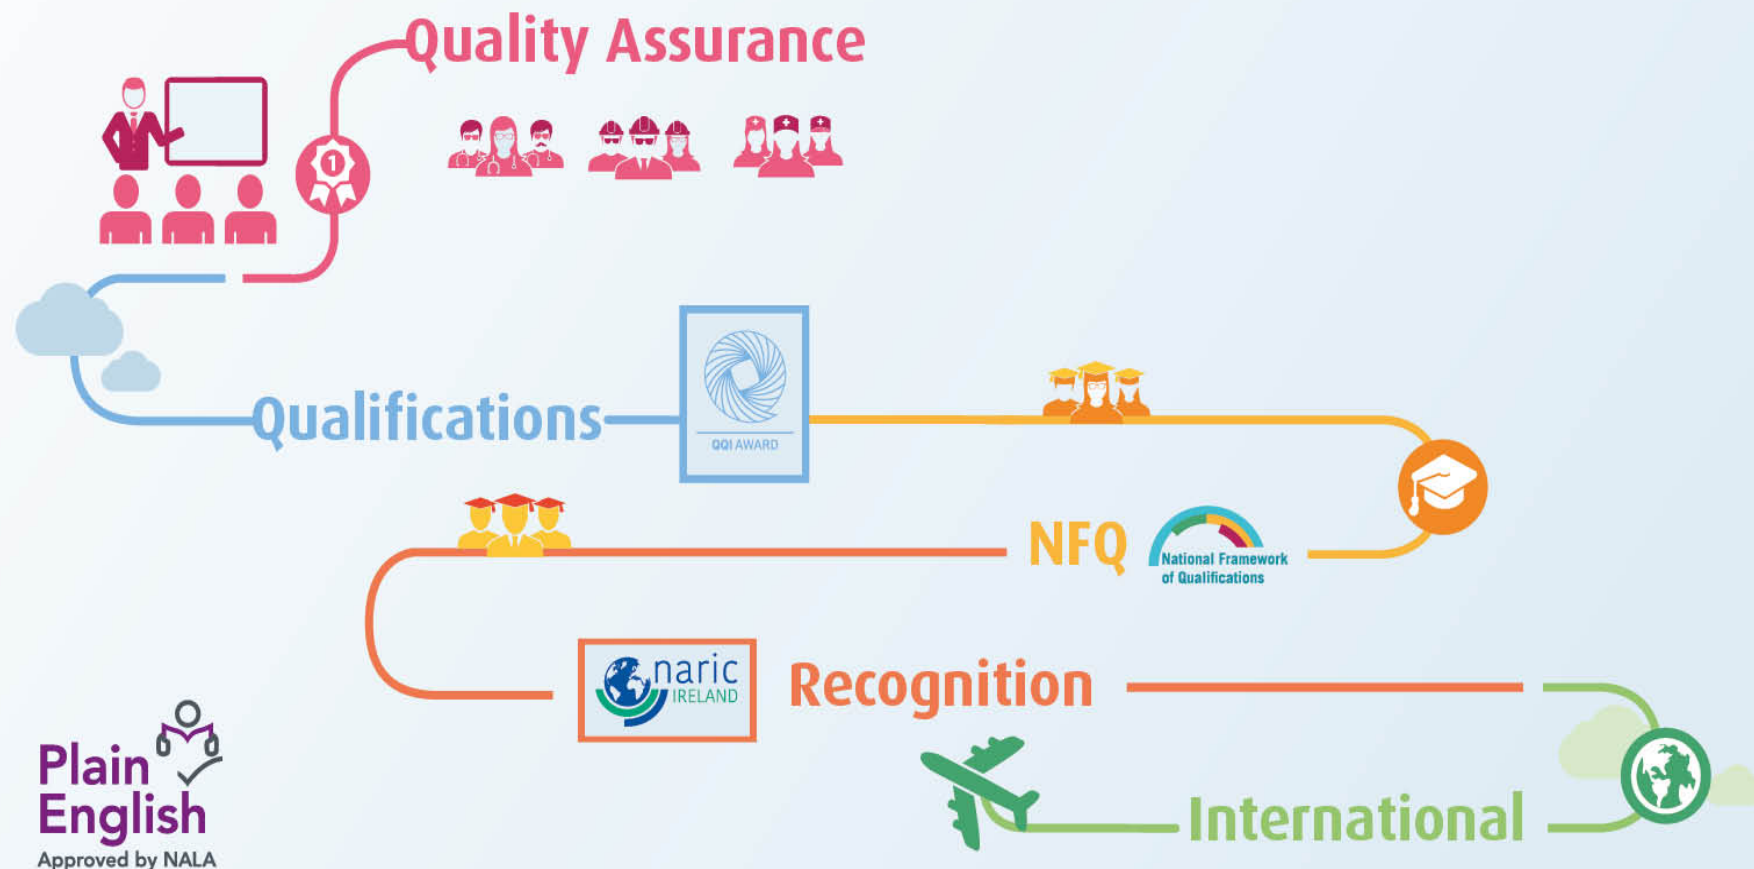 Quality Assurance
1
Qualifications
QQI AWARD
NFQ
National Framework
of Qualifications
naric
IRELAND
Recognition
International
Plain
English
Approved by NALA